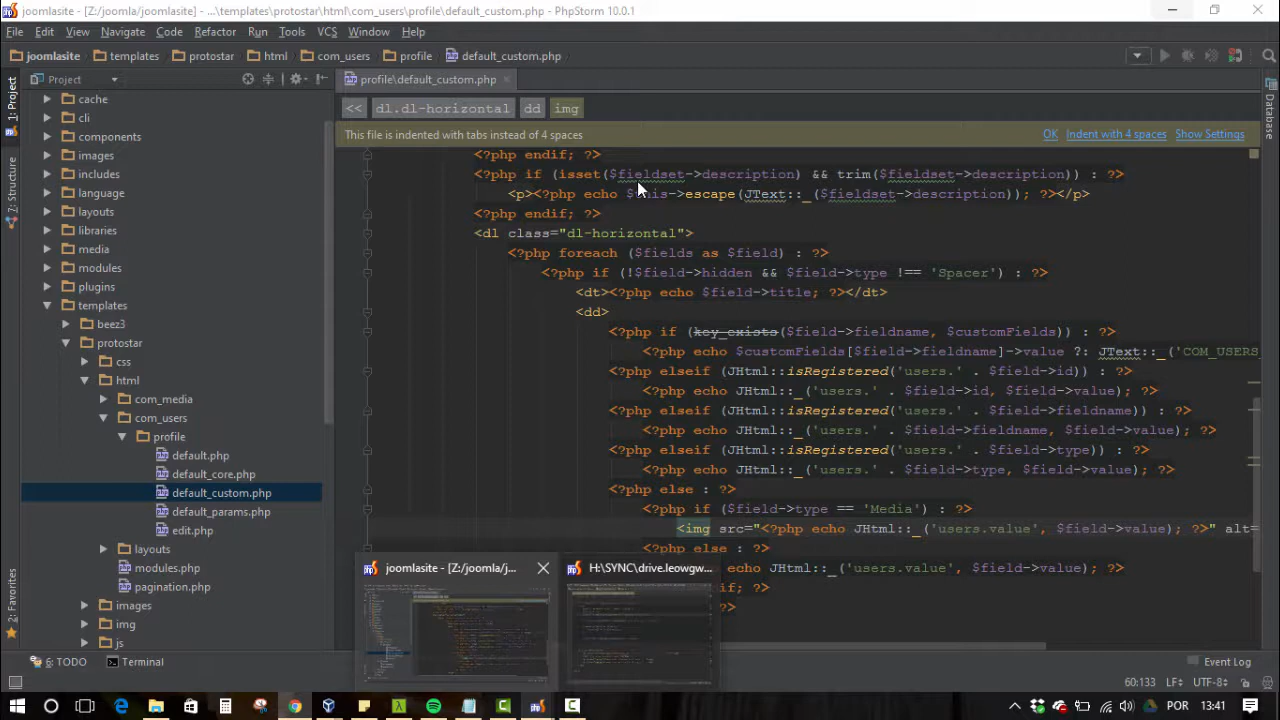 joomlasite - [Z:/joomla/joomlasite] - ...\templates\protostar\html\com_users\profile\default_custom.php - PhpStorm 10.0.1
File Edit View Navigate Code Refactor Run Tools VCS Window Help
joomlasite templates protostar html com_users profile default_custom.php
1: Project
Structure
2: Favorites
Database
Project
cache
cli
components
images
includes
language
layouts
libraries
media
modules
plugins
templates
beez3
protostar
css
html
com_media
com_users
profile
default.php
default_core.php
default_custom.php
default_params.php
edit.php
layouts
modules.php
pagination.php
images
img
js
profile\default_custom.php
<< dl.dl-horizontal dd img
This file is indented with tabs instead of 4 spaces OK Indent with 4 spaces Show Settings
<?php endif; ?>
<?php if (isset($fieldset->description) && trim($fieldset->description)) : ?>
<p><?php echo $this->escape(JText::_($fieldset->description)); ?></p>
<?php endif; ?>
<dl class="dl-horizontal">
<?php foreach ($fields as $field) : ?>
<?php if (!$field->hidden && $field->type !== 'Spacer') : ?>
<dt><?php echo $field->title; ?></dt>
<dd>
<?php if (key_exists($field->fieldname, $customFields)) : ?>
<?php echo $customFields[$field->fieldname]->value ?: JText::_('COM_USERS_
<?php elseif (JHtml::isRegistered('users.' . $field->id)) : ?>
<?php echo JHtml::_('users.' . $field->id, $field->value); ?>
<?php elseif (JHtml::isRegistered('users.' . $field->fieldname)) : ?>
<?php echo JHtml::_('users.' . $field->fieldname, $field->value); ?>
<?php elseif (JHtml::isRegistered('users.' . $field->type)) : ?>
<?php echo JHtml::_('users.' . $field->type, $field->value); ?>
<?php else : ?>
<?php if ($field->type == 'Media') : ?>
<img src="<?php echo JHtml::_('users.value', $field->value); ?>" alt=
<?php else : ?>
cho JHtml::_('users.value', $field->value); ?>
if; ?>
?>
joomlasite - [Z:/joomla/j... H:\SYNC\drive.leowgw...
6: TODO Terminal Event Log
60:133 LF÷ UTF-8÷
POR 13:41